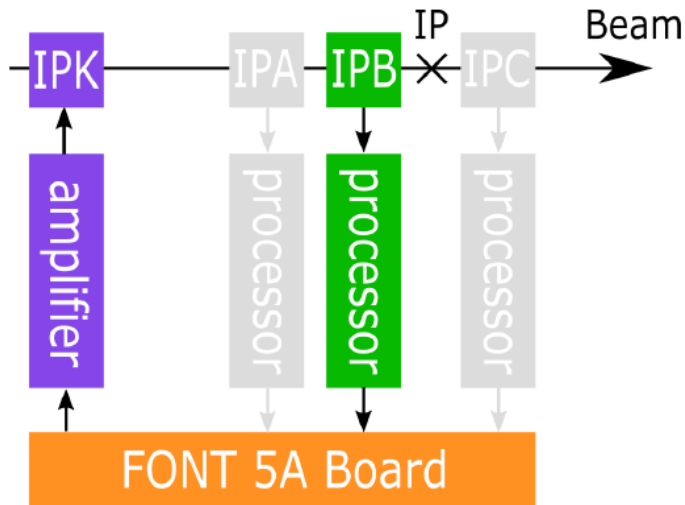 IP Beam
IPK IPA IPB IPC
amplifier
processor
processor
processor
FONT 5A Board